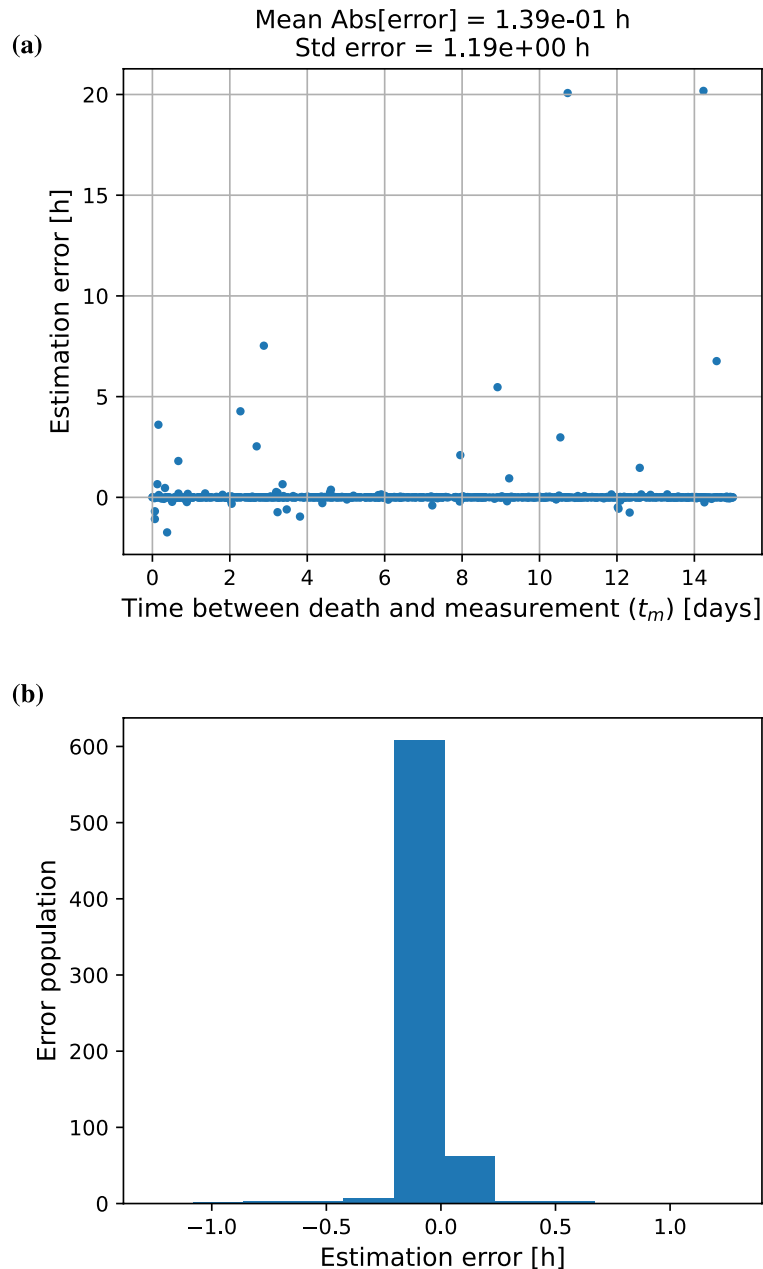 (a)
Mean Abs[error] = 1.39e-01 h
Std error = 1.19e+00 h
20
15
10
5
0
Estimation error [h]
0 2 4 6 8 10 12 14
Time between death and measurement (t_m) [days]
(b)
600
500
400
300
200
100
0
Error population
−1.0 −0.5 0.0 0.5 1.0
Estimation error [h]